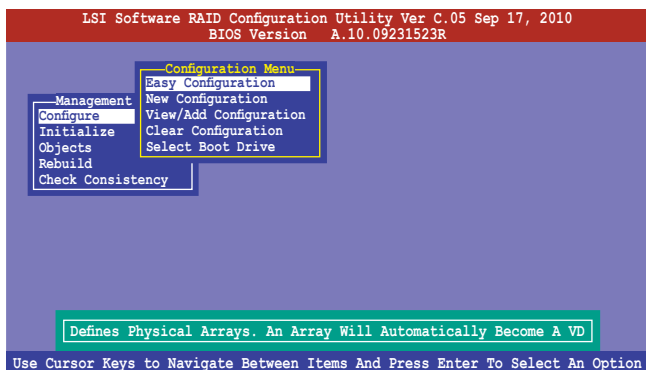 LSI Software RAID Configuration Utility Ver C.05 Sep 17, 2010
BIOS Version A.10.09231523R
Configuration Menu
Easy Configuration
New Configuration
View/Add Configuration
Clear Configuration
Select Boot Drive
Management
Configure
Initialize
Objects
Rebuild
Check Consistency
Defines Physical Arrays. An Array Will Automatically Become A VD
Use Cursor Keys to Navigate Between Items And Press Enter To Select An Option